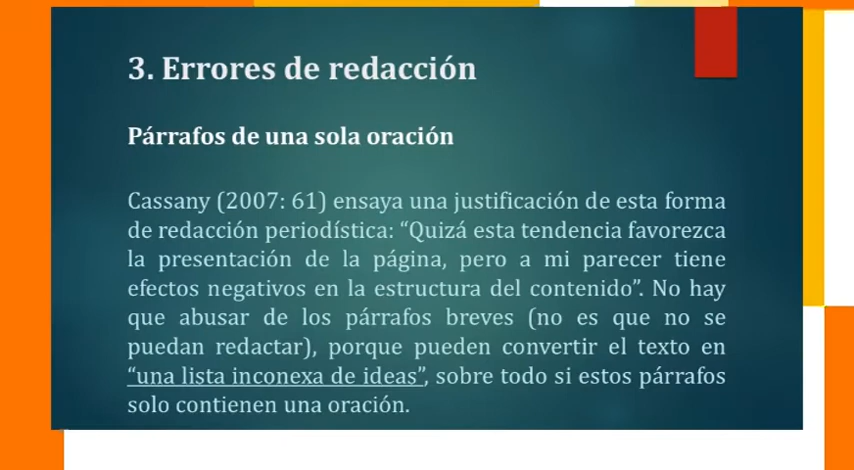 3. Errores de redacción
Párrafos de una sola oración
Cassany (2007: 61) ensaya una justificación de esta forma
de redacción periodística: “Quizá esta tendencia favorezca
la presentación de la página, pero a mi parecer tiene
efectos negativos en la estructura del contenido”. No hay
que abusar de los párrafos breves (no es que no se
puedan redactar), porque pueden convertir el texto en
“una lista inconexa de ideas”, sobre todo si estos párrafos
solo contienen una oración.